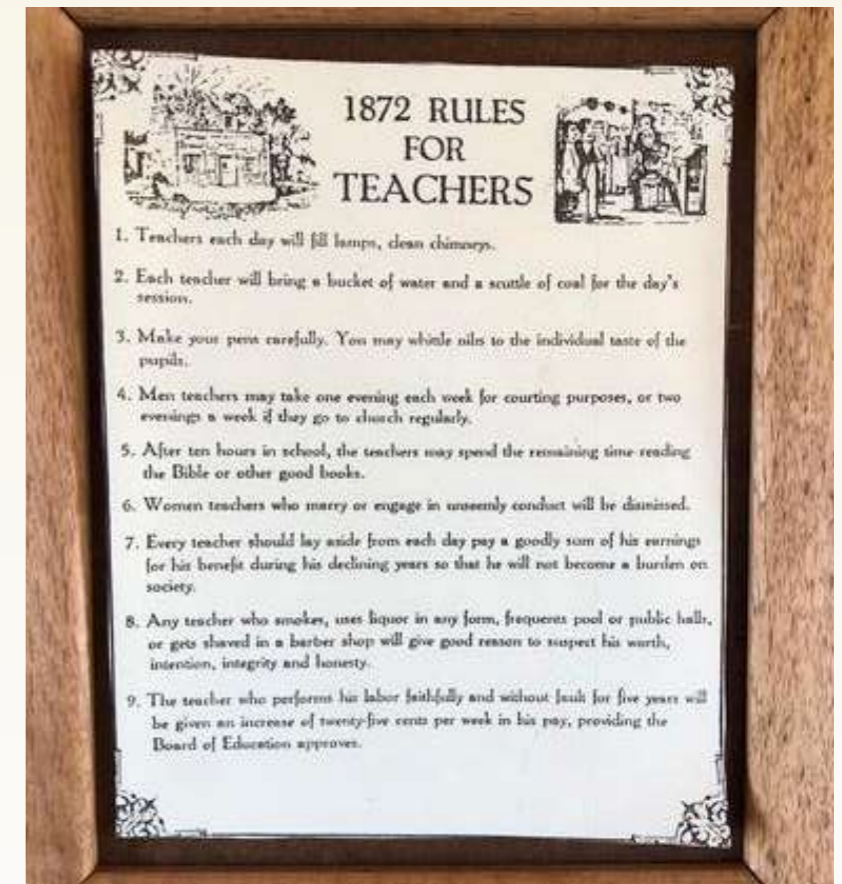 1872 RULES
FOR
TEACHERS
1. Teachers each day will fill lamps, clean chimneys.
2. Each teacher will bring a bucket of water and a scuttle of coal for the day's
session.
3. Make your pens carefully. You may whittle nibs to the individual taste of the
pupils.
4. Men teachers may take one evening each week for courting purposes, or two
evenings a week if they go to church regularly.
5. After ten hours in school, the teachers may spend the remaining time reading
the Bible or other good books.
6. Women teachers who marry or engage in unseemly conduct will be dismissed.
7. Every teacher should lay aside from each day pay a goodly sum of his earnings
for his benefit during his declining years so that he will not become a burden on
society.
8. Any teacher who smokes, uses liquor in any form, frequents pool or public halls,
or gets shaved in a barber shop will give good reason to suspect his worth,
intention, integrity and honesty.
9. The teacher who performs his labor faithfully and without fault for five years will
be given an increase of twenty-five cents per week in his pay, providing the
Board of Education approves.